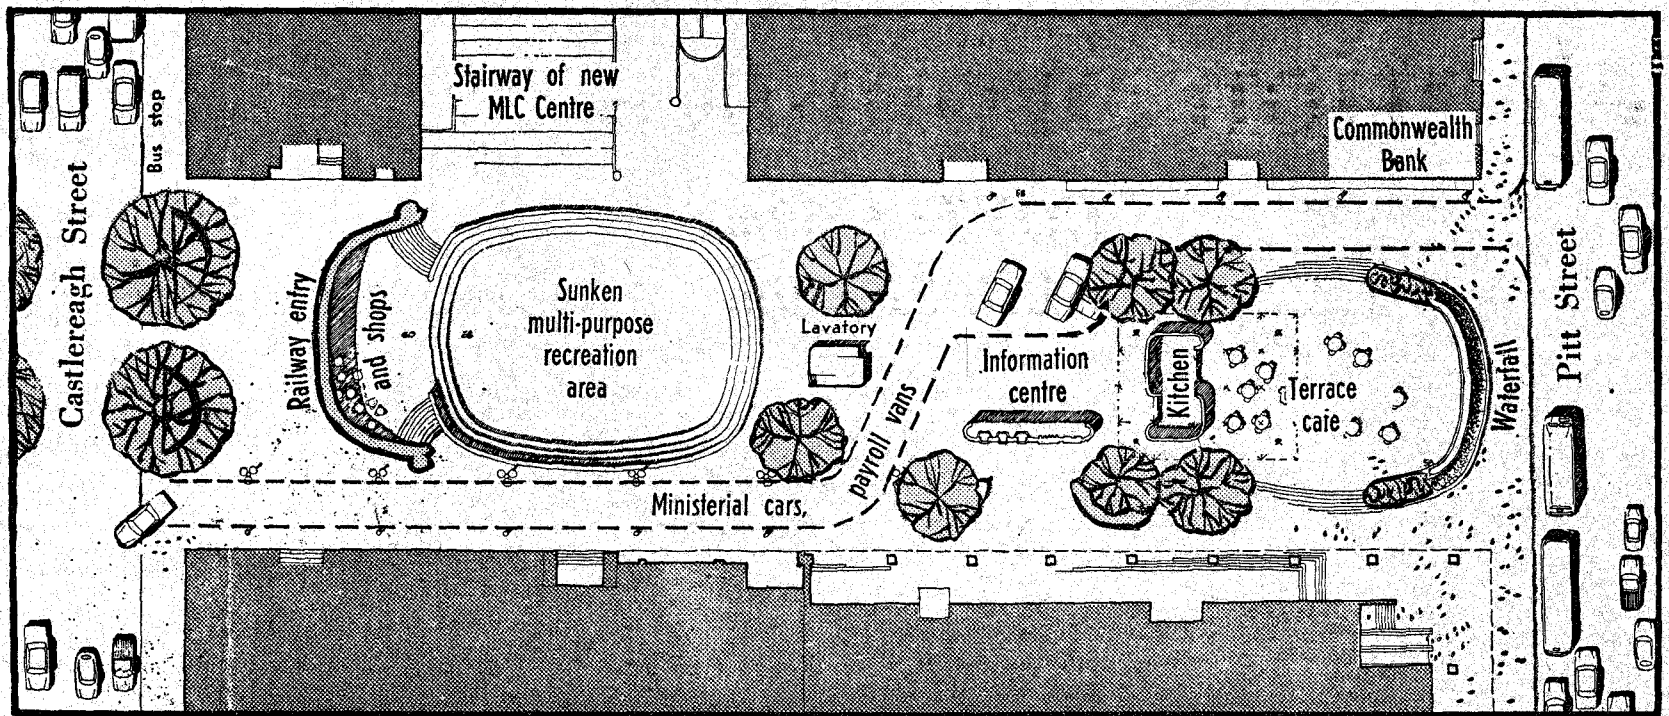 Castlereagh Street
Bus stop
Stairway of new
MLC Centre
Commonwealth
Bank
Railway entry
and shops
Sunken
multi-purpose
recreation
area
Lavatory
Information
centre
Kitchen
Terrace
cafe
Waterfall
Pitt Street
Ministerial cars,
payroll vans